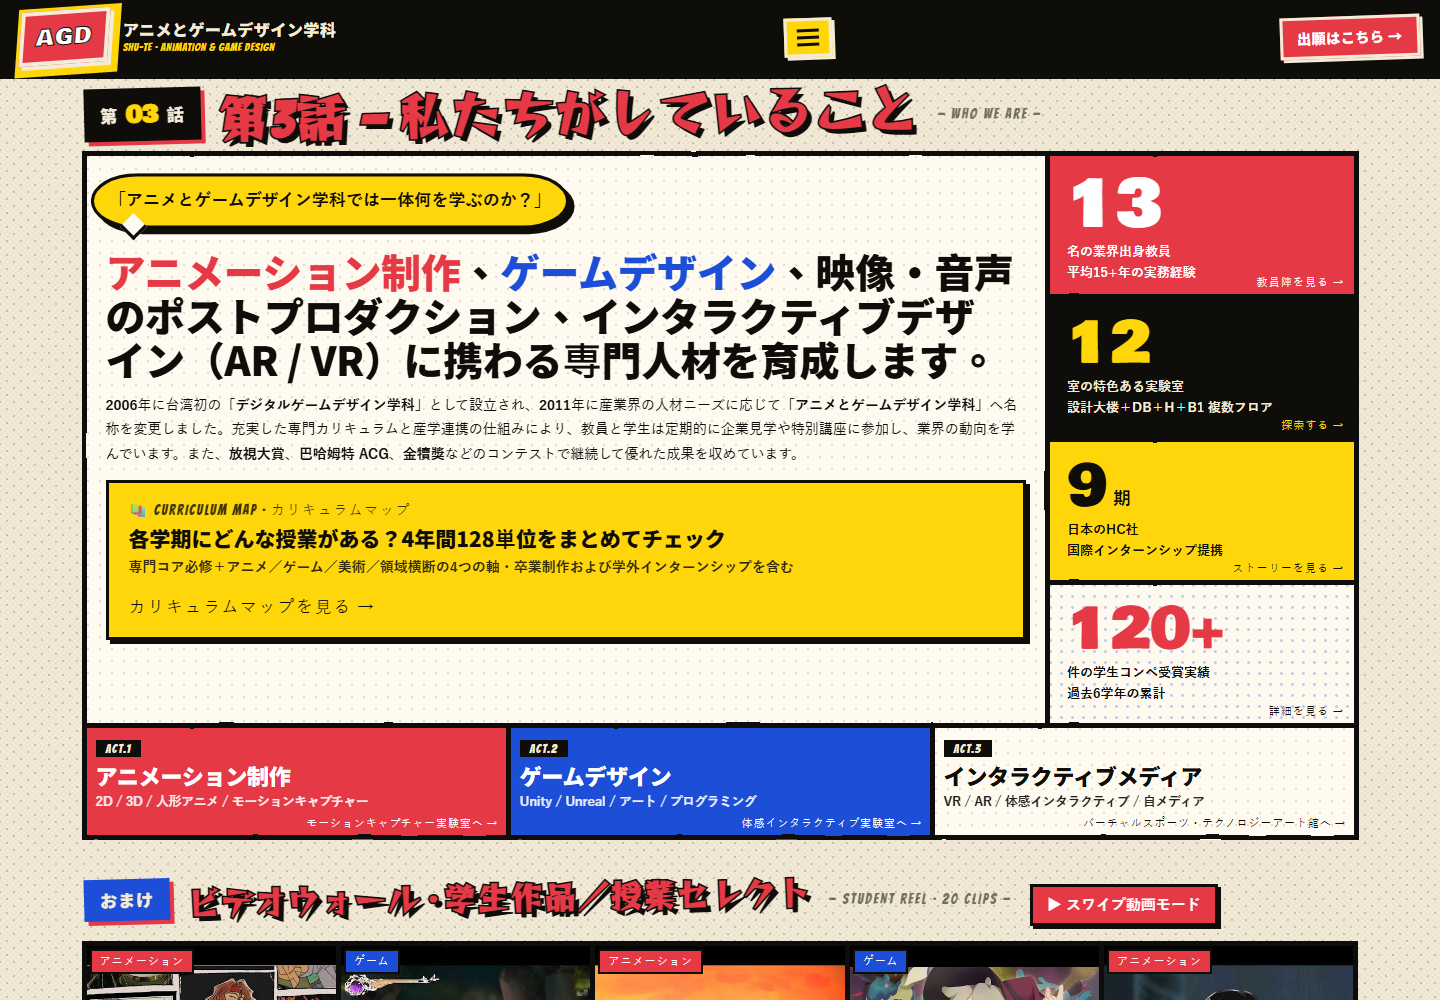 AGD
アニメとゲームデザイン学科
SHU-TE · ANIMATION & GAME DESIGN
出願はこちら →
第 03 話
第3話 – 私たちがしていること
– WHO WE ARE –
「アニメとゲームデザイン学科では一体何を学ぶのか？」
アニメーション制作、ゲームデザイン、映像・音声
のポストプロダクション、インタラクティブデザ
イン（AR / VR）に携わる専門人材を育成します。
2006年に台湾初の「デジタルゲームデザイン学科」として設立され、2011年に産業界の人材ニーズに応じて「アニメとゲームデザイン学科」へ名
称を変更しました。充実した専門カリキュラムと産学連携の仕組みにより、教員と学生は定期的に企業見学や特別講座に参加し、業界の動向を学
んでいます。また、放視大賞、巴哈姆特 ACG、金犢獎などのコンテストで継続して優れた成果を収めています。
CURRICULUM MAP · カリキュラムマップ
各学期にどんな授業がある？4年間128単位をまとめてチェック
専門コア必修＋アニメ／ゲーム／美術／領域横断の4つの軸・卒業制作および学外インターンシップを含む
カリキュラムマップを見る →
13
名の業界出身教員
平均15+年の実務経験
教員陣を見る →
12
室の特色ある実験室
設計大楼＋DB＋H＋B1 複数フロア
探索する →
9 期
日本のHC社
国際インターンシップ提携
ストーリーを見る →
120+
件の学生コンペ受賞実績
過去6学年の累計
詳細を見る →
ACT.1
アニメーション制作
2D / 3D / 人形アニメ / モーションキャプチャー
モーションキャプチャー実験室へ →
ACT.2
ゲームデザイン
Unity / Unreal / アート / プログラミング
体感インタラクティブ実験室へ →
ACT.3
インタラクティブメディア
VR / AR / 体感インタラクティブ / 自メディア
バーチャルスポーツ・テクノロジーアート館へ →
おまけ
ビデオウォール·学生作品／授業セレクト
– STUDENT REEL · 20 CLIPS –
▶ スワイプ動画モード
アニメーション
ゲーム
アニメーション
ゲーム
アニメーション